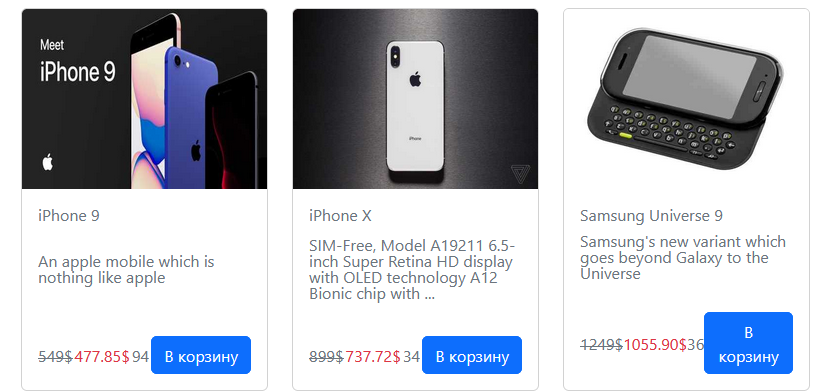 Meet
iPhone 9
iPhone
iPhone 9
An apple mobile which is
nothing like apple
549$ 477.85$ 94
В корзину
iPhone X
SIM-Free, Model A19211 6.5-
inch Super Retina HD display
with OLED technology A12
Bionic chip with ...
899$ 737.72$ 34
В корзину
Samsung Universe 9
Samsung's new variant which
goes beyond Galaxy to the
Universe
1249$ 1055.90$ 36
В
корзину